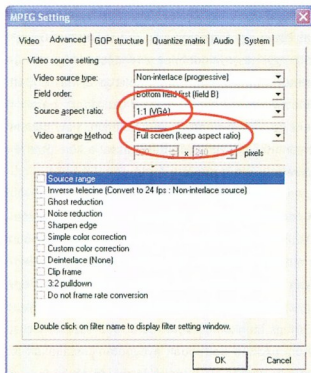 MPEG Setting
Video Advanced GOP structure Quantize matrix Audio System
Video source setting
Video source type: Non-interlace (progressive)
Field order: Bottom field first (field B)
Source aspect ratio: 1:1 (VGA)
Video arrange Method: Full screen (keep aspect ratio)
x 240 pixels
Source range
Inverse telecine (Convert to 24 fps : Non-interlace source)
Ghost reduction
Noise reduction
Sharpen edge
Simple color correction
Custom color correction
Deinterlace (None)
Clip frame
3:2 pulldown
Do not frame rate conversion
Double click on filter name to display filter setting window.
OK Cancel